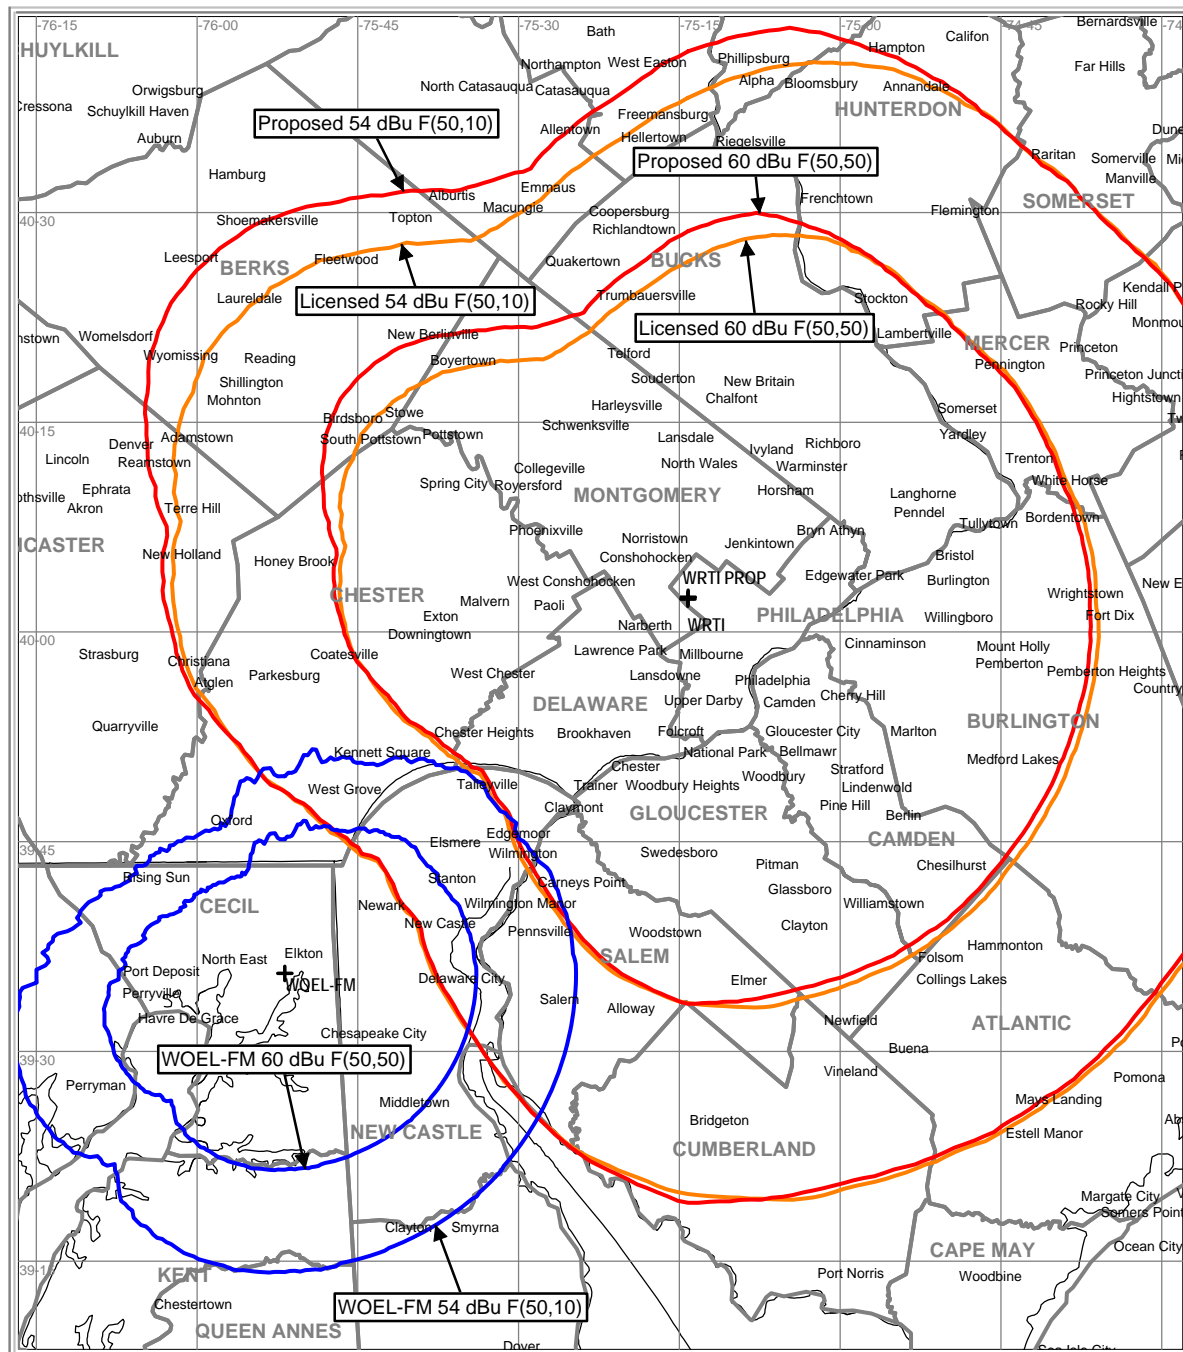 -76-15
-76-00
-75-45
-75-30
-75-15
-75-00
-74-45
-74
Bernardsville
Bath
Califon
HUYLKILL
Hampton
Northampton
West Easton
Phillipsburg
Far Hills
Orwigsburg
North Catasauqua
Catasauqua
Alpha
Bloomsbury
Annandale
Cressona
Schuylkill Haven
Freemansburg
HUNTERDON
Proposed 54 dBu F(50,10)
Allentown
Dune
Auburn
Hellertown
Riegelsville
Raritan
Somerville
Mi
Proposed 60 dBu F(50,50)
Hamburg
Manville
Emmaus
Alburtis
Frenchtown
SOMERSET
Macungie
Coopersburg
Flemington
Topton
40-30
Shoemakersville
Richlandtown
Leesport
BERKS
Fleetwood
Quakertown
BUCKS
Kendall P
Laureldale
Licensed 54 dBu F(50,10)
Trumbauersville
Stockton
Rocky Hill
Monmou
Womelsdorf
New Berlinville
Licensed 60 dBu F(50,50)
Lambertville
nstown
MERCER
Princeton
Wyomissing
Reading
Boyertown
Telford
Pennington
Shillington
Souderton
New Britain
Princeton Juncti
Mohnton
Chalfont
Hightstown
Harleysville
Somerset
Birdsboro
Stowe
Tw
40-15
Schwenksville
Adamstown
South Pottstown
Pottstown
Lansdale
Richboro
Yardley
Denver
Ivyland
Lincoln
Reamstown
Collegeville
North Wales
Warminster
Trenton
Spring City
Royersford
White Horse
othsville
Ephrata
MONTGOMERY
Horsham
Langhorne
Akron
Terre Hill
Penndel
Bordentown
Phoenixville
Bryn Athyn
Tullytown
Norristown
Jenkintown
NCASTER
New Holland
Honey Brook
Conshohocken
Bristol
West Conshohocken
WRTI PROP
Edgewater Park
Burlington
New E
CHESTER
Malvern
Paoli
Wrightstown
Exton
PHILADELPHIA
Willingboro
Fort Dix
40-00
Downingtown
Narberth
WRTI
Cinnaminson
Strasburg
Christiana
Coatesville
Lawrence Park
Millbourne
Mount Holly
Pemberton
Atglen
Parkesburg
West Chester
Lansdowne
Philadelphia
Pemberton Heights
Country
DELAWARE
Upper Darby
Camden
Cherry Hill
Quarryville
Chester Heights
Brookhaven
Folcroft
Gloucester City
Marlton
BURLINGTON
Kennett Square
National Park
Bellmawr
Medford Lakes
Chester
Woodbury
Stratford
West Grove
Talleyville
Trainer
Woodbury Heights
Lindenwold
Claymont
GLOUCESTER
Pine Hill
Oxford
Berlin
Edgemoor
39-45
Elsmere
CAMDEN
Wilmington
Swedesboro
Pitman
Chesilhurst
Rising Sun
Stanton
Carneys Point
Glassboro
CECIL
Newark
Wilmington Manor
Williamstown
New Castle
Pennsville
Woodstown
Clayton
Hammonton
Elkton
SALEM
Folsom
North East
Port Deposit
WOEL-FM
Delaware City
Elmer
Collings Lakes
Perryville
Salem
Alloway
Havre De Grace
Chesapeake City
Newfield
ATLANTIC
39-30
WOEL-FM 60 dBu F(50,50)
Buena
Po
Perryman
Vineland
Pomona
Middletown
Bridgeton
Mays Landing
Ab
NEW CASTLE
CUMBERLAND
Estell Manor
Margate City
Clayton
Smyrna
Somers Point
CAPE MAY
Ocean City
39-15
KENT
Port Norris
Woodbine
Chestertown
WOEL-FM 54 dBu F(50,10)
QUEEN ANNES
Dover
Sea Isle City